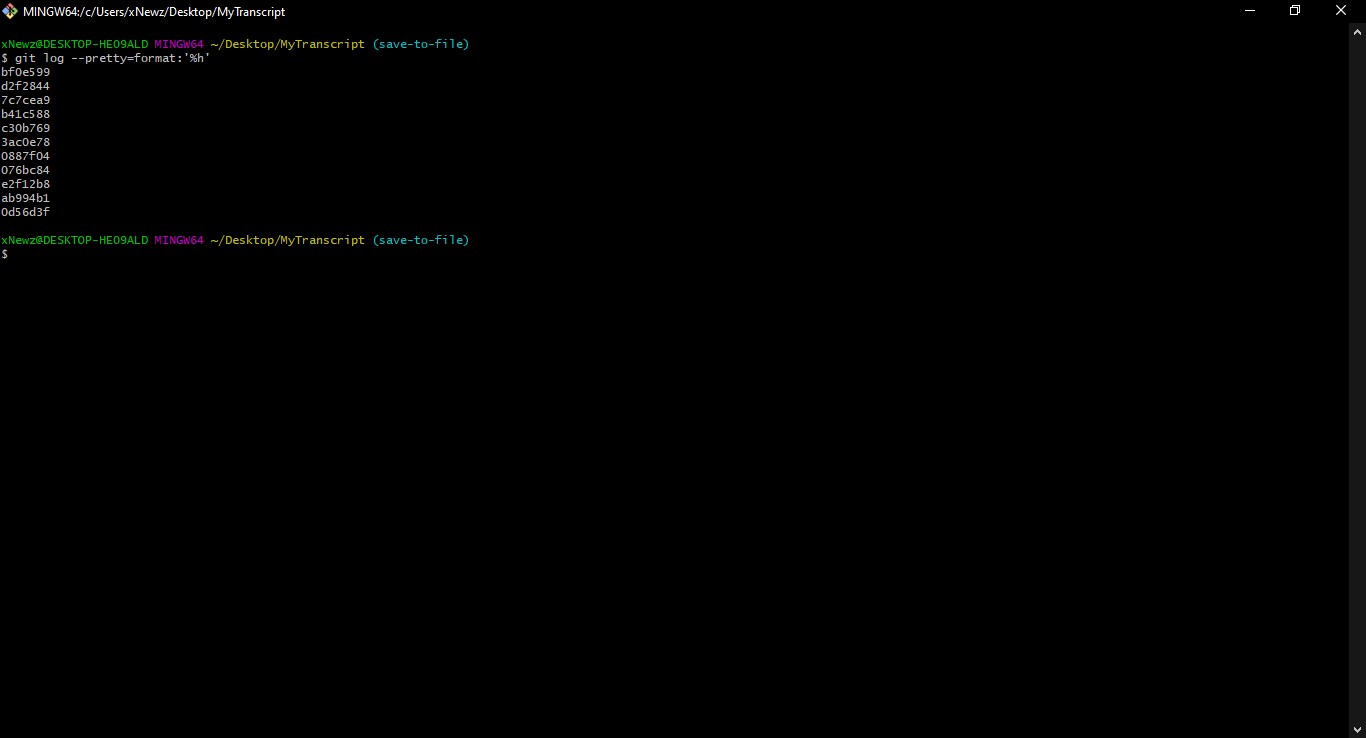 MINGW64:/c/Users/xNewz/Desktop/MyTranscript
xNewz@DESKTOP-HEO9ALD MINGW64 ~/Desktop/MyTranscript (save-to-file)
$ git log --pretty=format:'%h'
bf0e599
d2f2844
7c7cea9
b41c588
c30b769
3ac0e78
0887f04
076bc84
e2f12b8
ab994b1
0d56d3f
xNewz@DESKTOP-HEO9ALD MINGW64 ~/Desktop/MyTranscript (save-to-file)
$